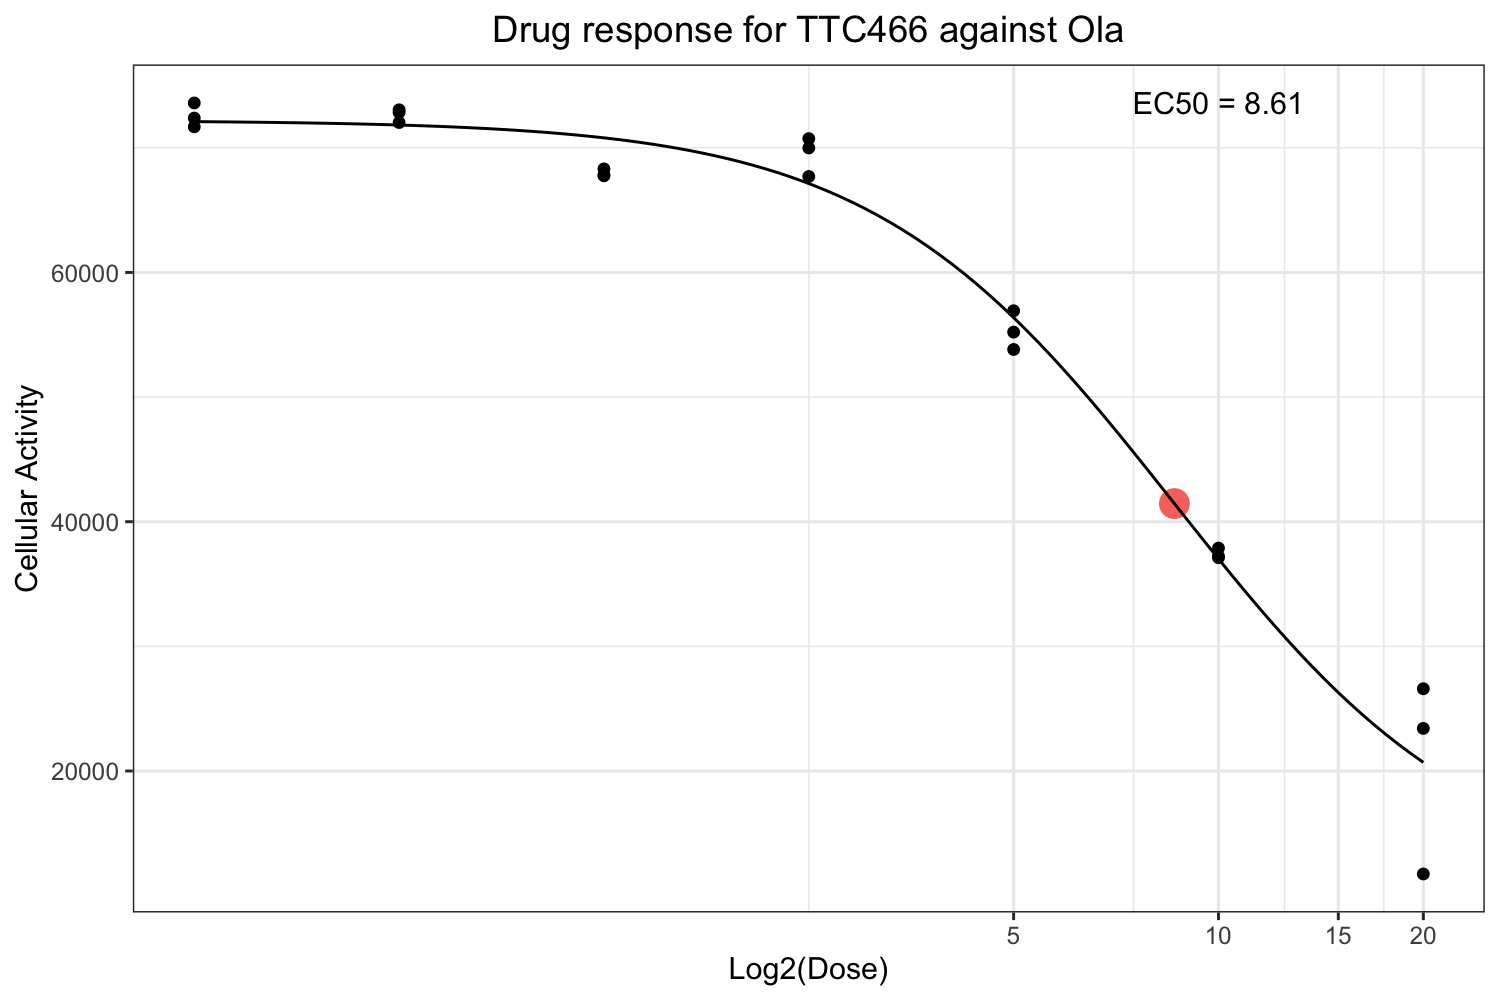 Drug response for TTC466 against Ola
EC50 = 8.61
Cellular Activity
60000
40000
20000
5 10 15 20
Log2(Dose)